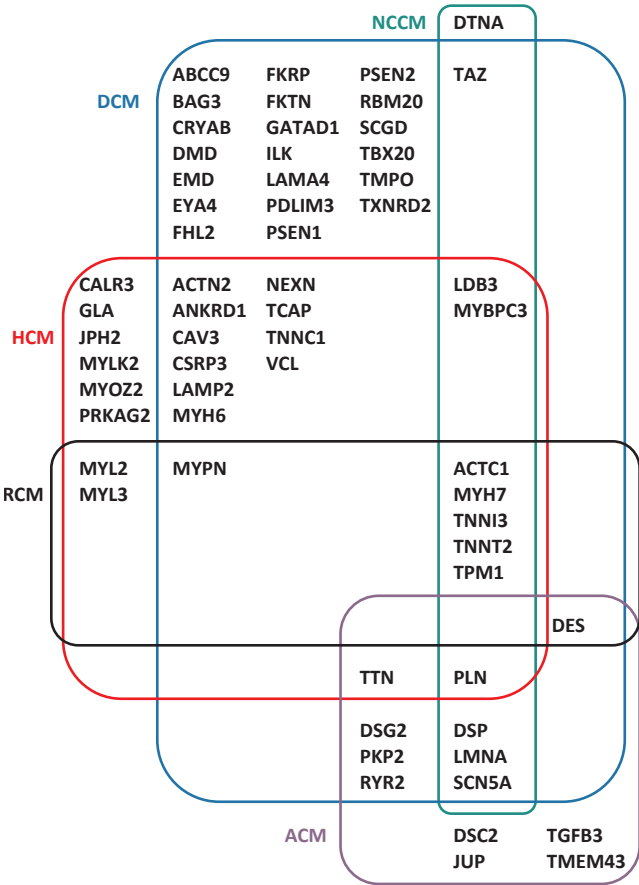 NCCM DTNA
DCM
ABCC9 FKRP PSEN2 TAZ
BAG3 FKTN RBM20
CRYAB GATAD1 SCGD
DMD ILK TBX20
EMD LAMA4 TMPO
EYA4 PDLIM3 TXNRD2
FHL2 PSEN1
HCM
CALR3 ACTN2 NEXN LDB3
GLA ANKRD1 TCAP MYBPC3
JPH2 CAV3 TNNC1
MYLK2 CSRP3 VCL
MYOZ2 LAMP2
PRKAG2 MYH6
RCM
MYL2 MYPN ACTC1
MYL3 MYH7
TNNI3
TNNT2
TPM1
DES
TTN PLN
DSG2 DSP
PKP2 LMNA
RYR2 SCN5A
ACM DSC2 TGFB3
JUP TMEM43